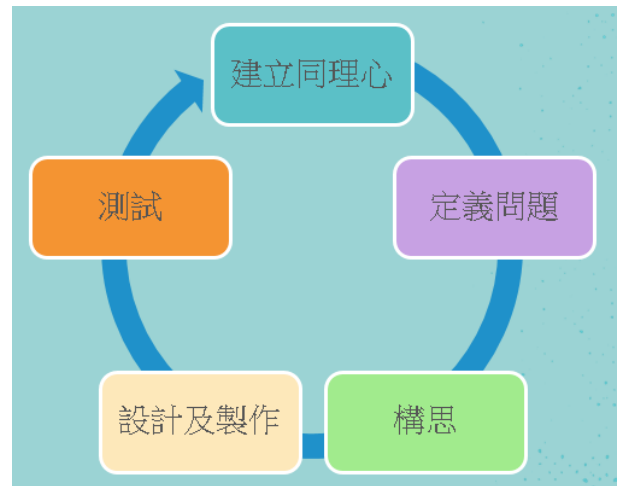 建立同理心
定義問題
構思
設計及製作
測試